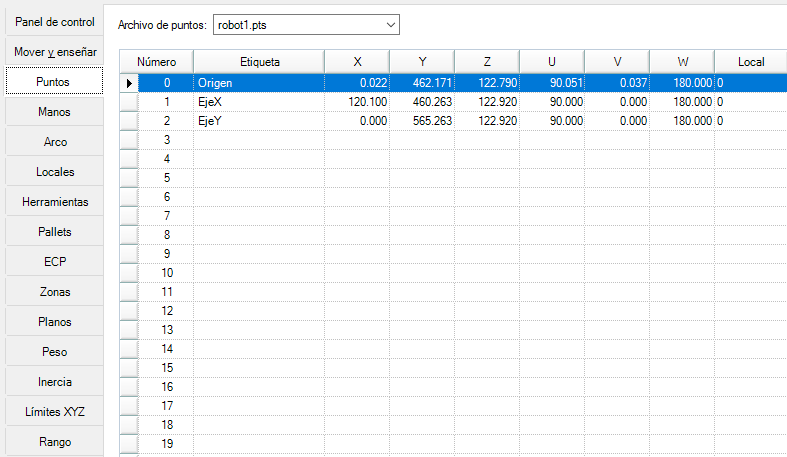 Panel de control
Mover y enseñar
Puntos
Manos
Arco
Locales
Herramientas
Pallets
ECP
Zonas
Planos
Peso
Inercia
Límites XYZ
Rango
Archivo de puntos: robot1.pts
Número Etiqueta X Y Z U V W Local
0 Origen 0.022 462.171 122.790 90.051 0.037 180.000 0
1 EjeX 120.100 460.263 122.920 90.000 0.000 180.000 0
2 EjeY 0.000 565.263 122.920 90.000 0.000 180.000 0
3
4
5
6
7
8
9
10
11
12
13
14
15
16
17
18
19